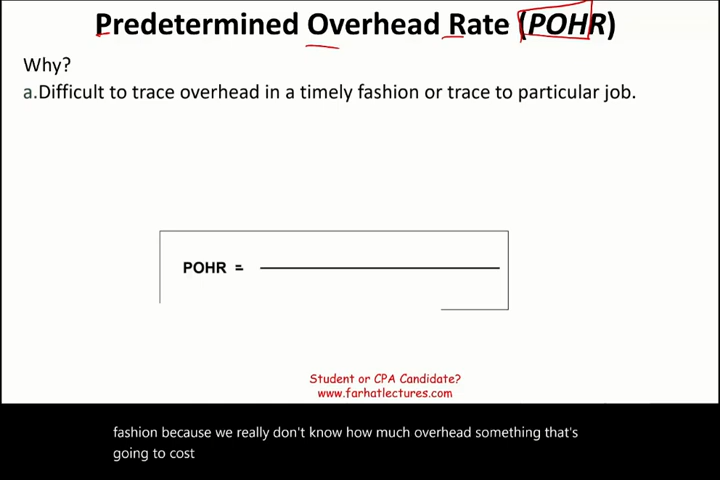 Predetermined Overhead Rate (POHR)
Why?
a.Difficult to trace overhead in a timely fashion or trace to particular job.
POHR =
Student or CPA Candidate?
www.farhatlectures.com
fashion because we really don't know how much overhead something that's
going to cost